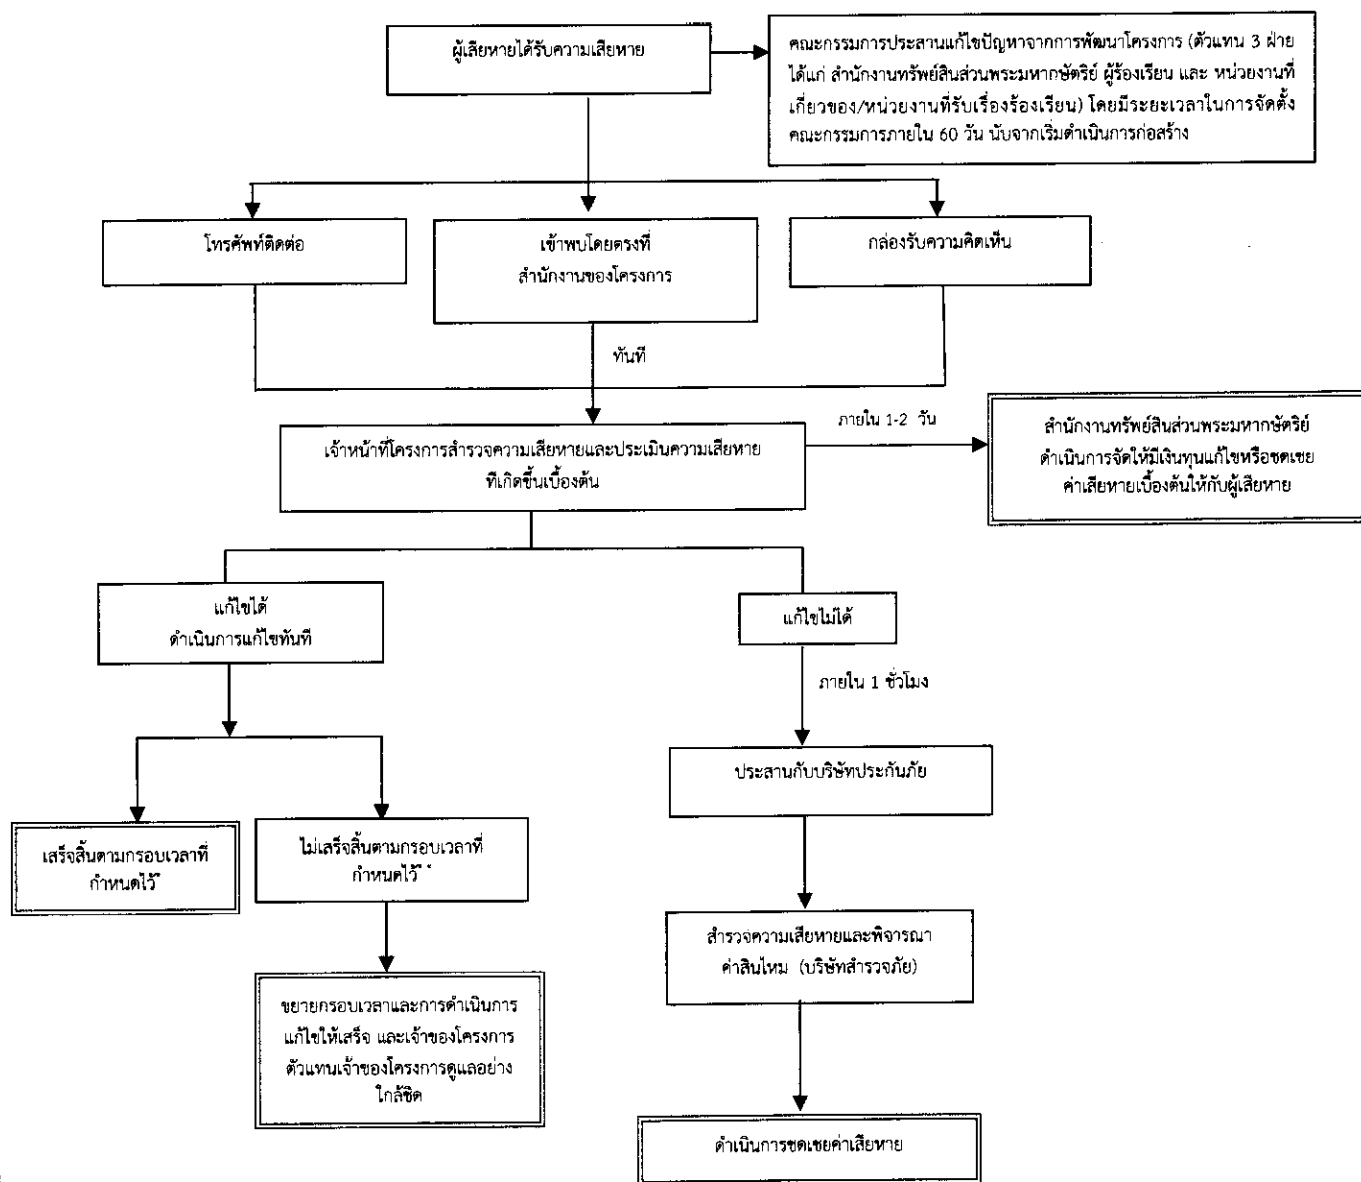 ผู้เสียหายได้รับความเสียหาย
คณะกรรมการประสานแก้ไขปัญหาจากการพัฒนาโครงการ (ตัวแทน 3 ฝ่าย
ได้แก่ สำนักงานทรัพย์สินส่วนพระมหากษัตริย์ ผู้ร้องเรียน และ หน่วยงานที่
เกี่ยวของ/หน่วยงานที่รับเรื่องร้องเรียน) โดยมีระยะเวลาในการจัดตั้ง
คณะกรรมการภายใน 60 วัน นับจากเริ่มดำเนินการก่อสร้าง
โทรศัพท์ติดต่อ
เข้าพบโดยตรงที่
สำนักงานของโครงการ
กล่องรับความคิดเห็น
ทันที
เจ้าหน้าที่โครงการสำรวจความเสียหายและประเมินความเสียหาย
ที่เกิดขึ้นเบื้องต้น
ภายใน 1-2 วัน
สำนักงานทรัพย์สินส่วนพระมหากษัตริย์
ดำเนินการจัดให้มีเงินทุนแก้ไขหรือชดเชย
ค่าเสียหายเบื้องต้นให้กับผู้เสียหาย
แก้ไขได้
ดำเนินการแก้ไขทันที
แก้ไขไม่ได้
ภายใน 1 ชั่วโมง
ประสานกับบริษัทประกันภัย
เสร็จสิ้นตามกรอบเวลาที่
กำหนดไว้*
ไม่เสร็จสิ้นตามกรอบเวลาที่
กำหนดไว้**
สำรวจความเสียหายและพิจารณา
ค่าสินไหม (บริษัทสำรวจภัย)
ขยายกรอบเวลาและการดำเนินการ
แก้ไขให้เสร็จ และเจ้าของโครงการ
ตัวแทนเจ้าของโครงการดูแลอย่าง
ใกล้ชิด
ดำเนินการชดเชยค่าเสียหาย